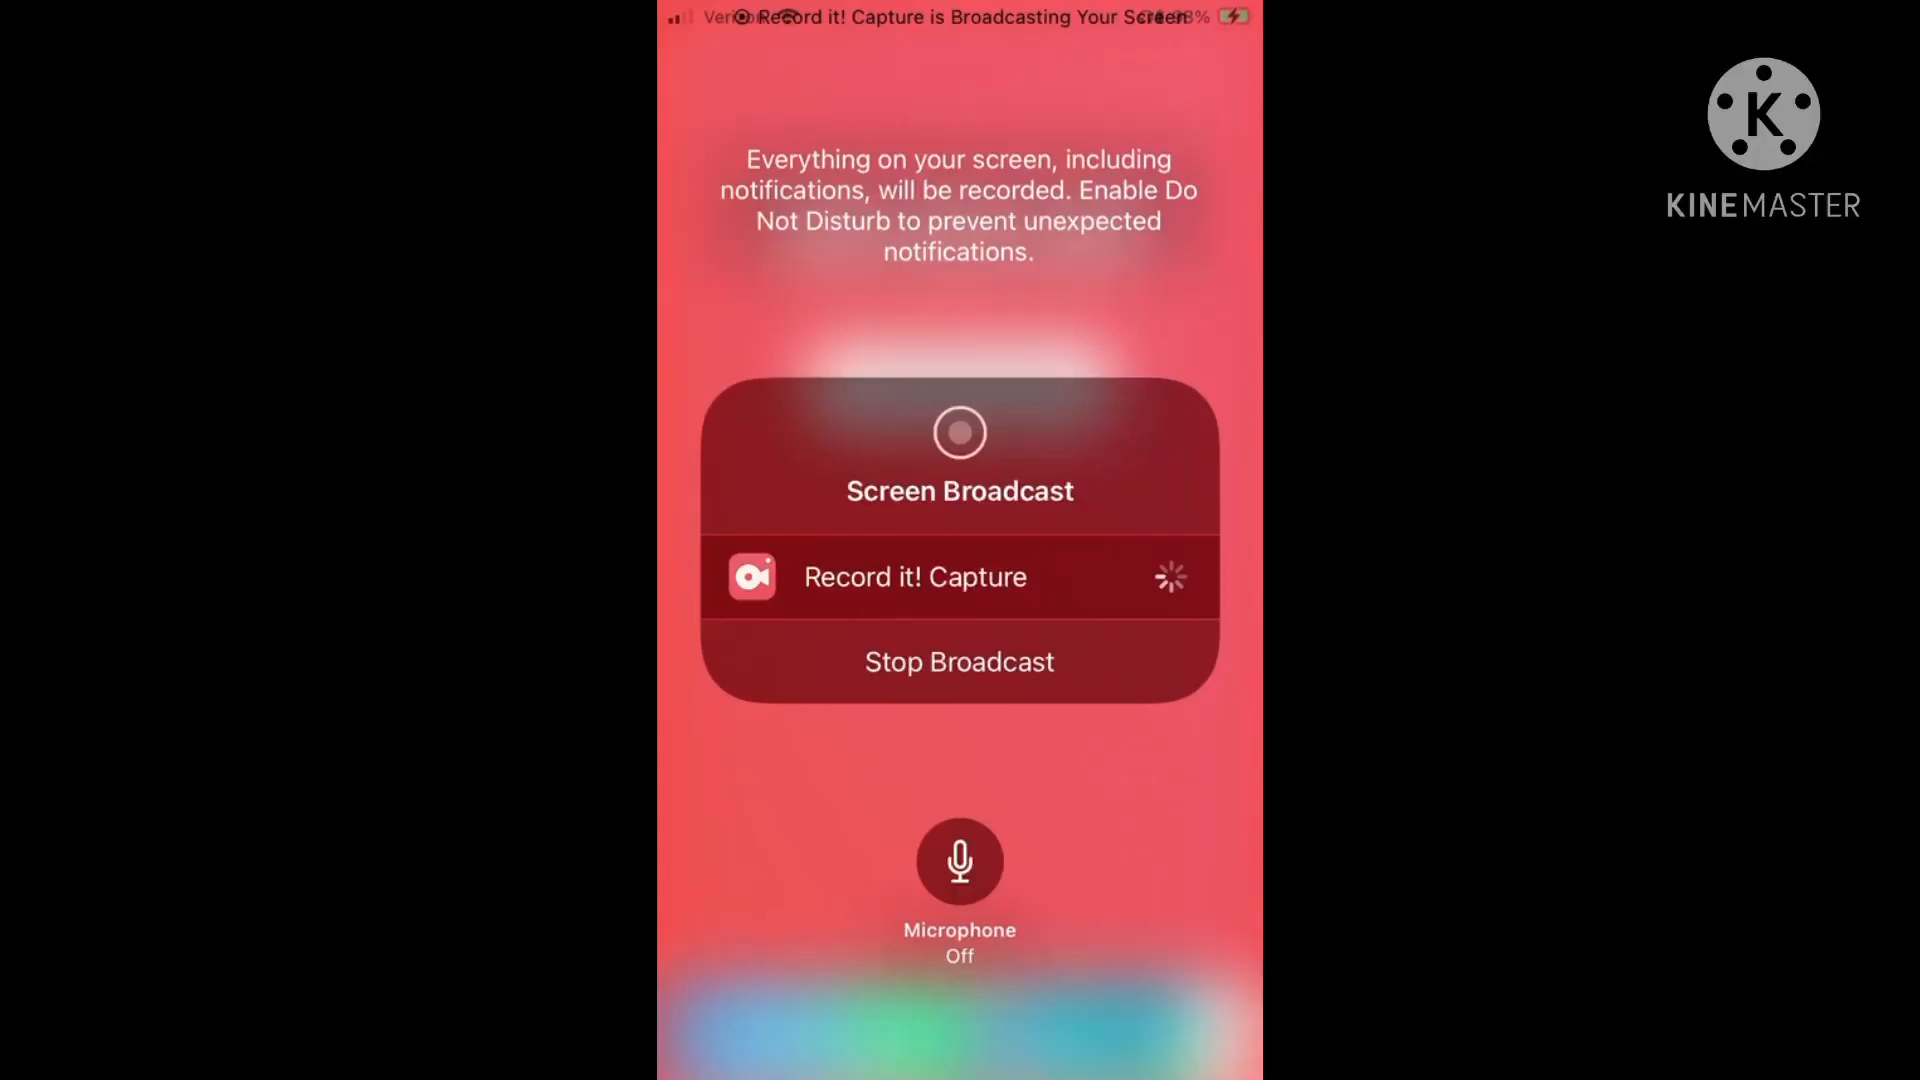 Record it! Capture is Broadcasting Your Screen
K
KINEMASTER
Everything on your screen, including
notifications, will be recorded. Enable Do
Not Disturb to prevent unexpected
notifications.
Screen Broadcast
Record it! Capture
Stop Broadcast
Microphone
Off